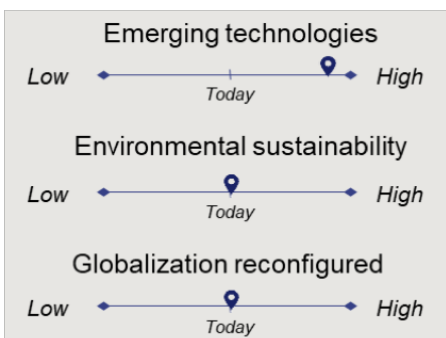 Emerging technologies
Low High
Today
Environmental sustainability
Low High
Today
Globalization reconfigured
Low High
Today